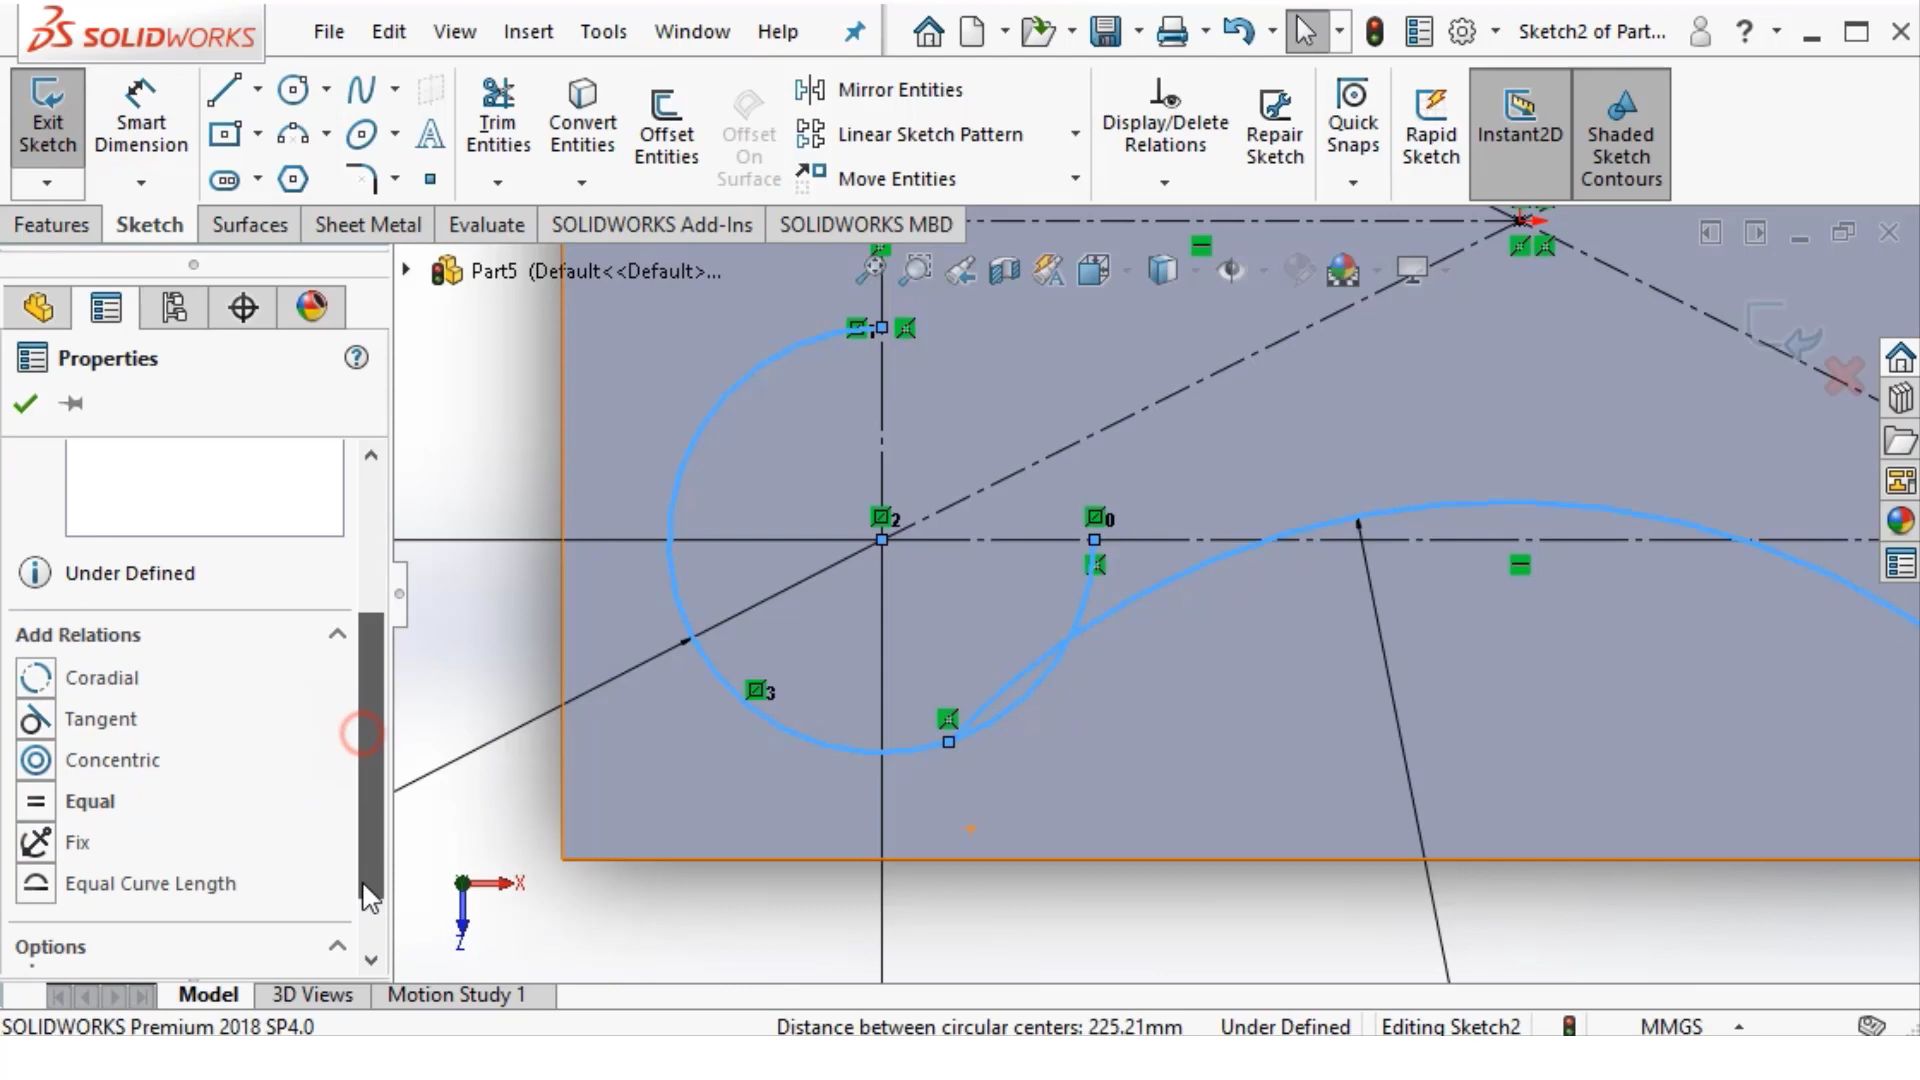 SOLIDWORKS
File Edit View Insert Tools Window Help
Sketch2 of Part...
Exit Sketch
Smart Dimension
Trim Entities
Convert Entities
Offset Entities
Offset On Surface
Mirror Entities
Linear Sketch Pattern
Move Entities
Display/Delete Relations
Repair Sketch
Quick Snaps
Rapid Sketch
Instant2D
Shaded Sketch Contours
Features Sketch Surfaces Sheet Metal Evaluate SOLIDWORKS Add-Ins SOLIDWORKS MBD
Part5 (Default<<Default>...
Properties
Under Defined
Add Relations
Coradial
Tangent
Concentric
Equal
Fix
Equal Curve Length
Options
2
0
3
X
Z
Model 3D Views Motion Study 1
SOLIDWORKS Premium 2018 SP4.0
Distance between circular centers: 225.21mm Under Defined Editing Sketch2 MMGS